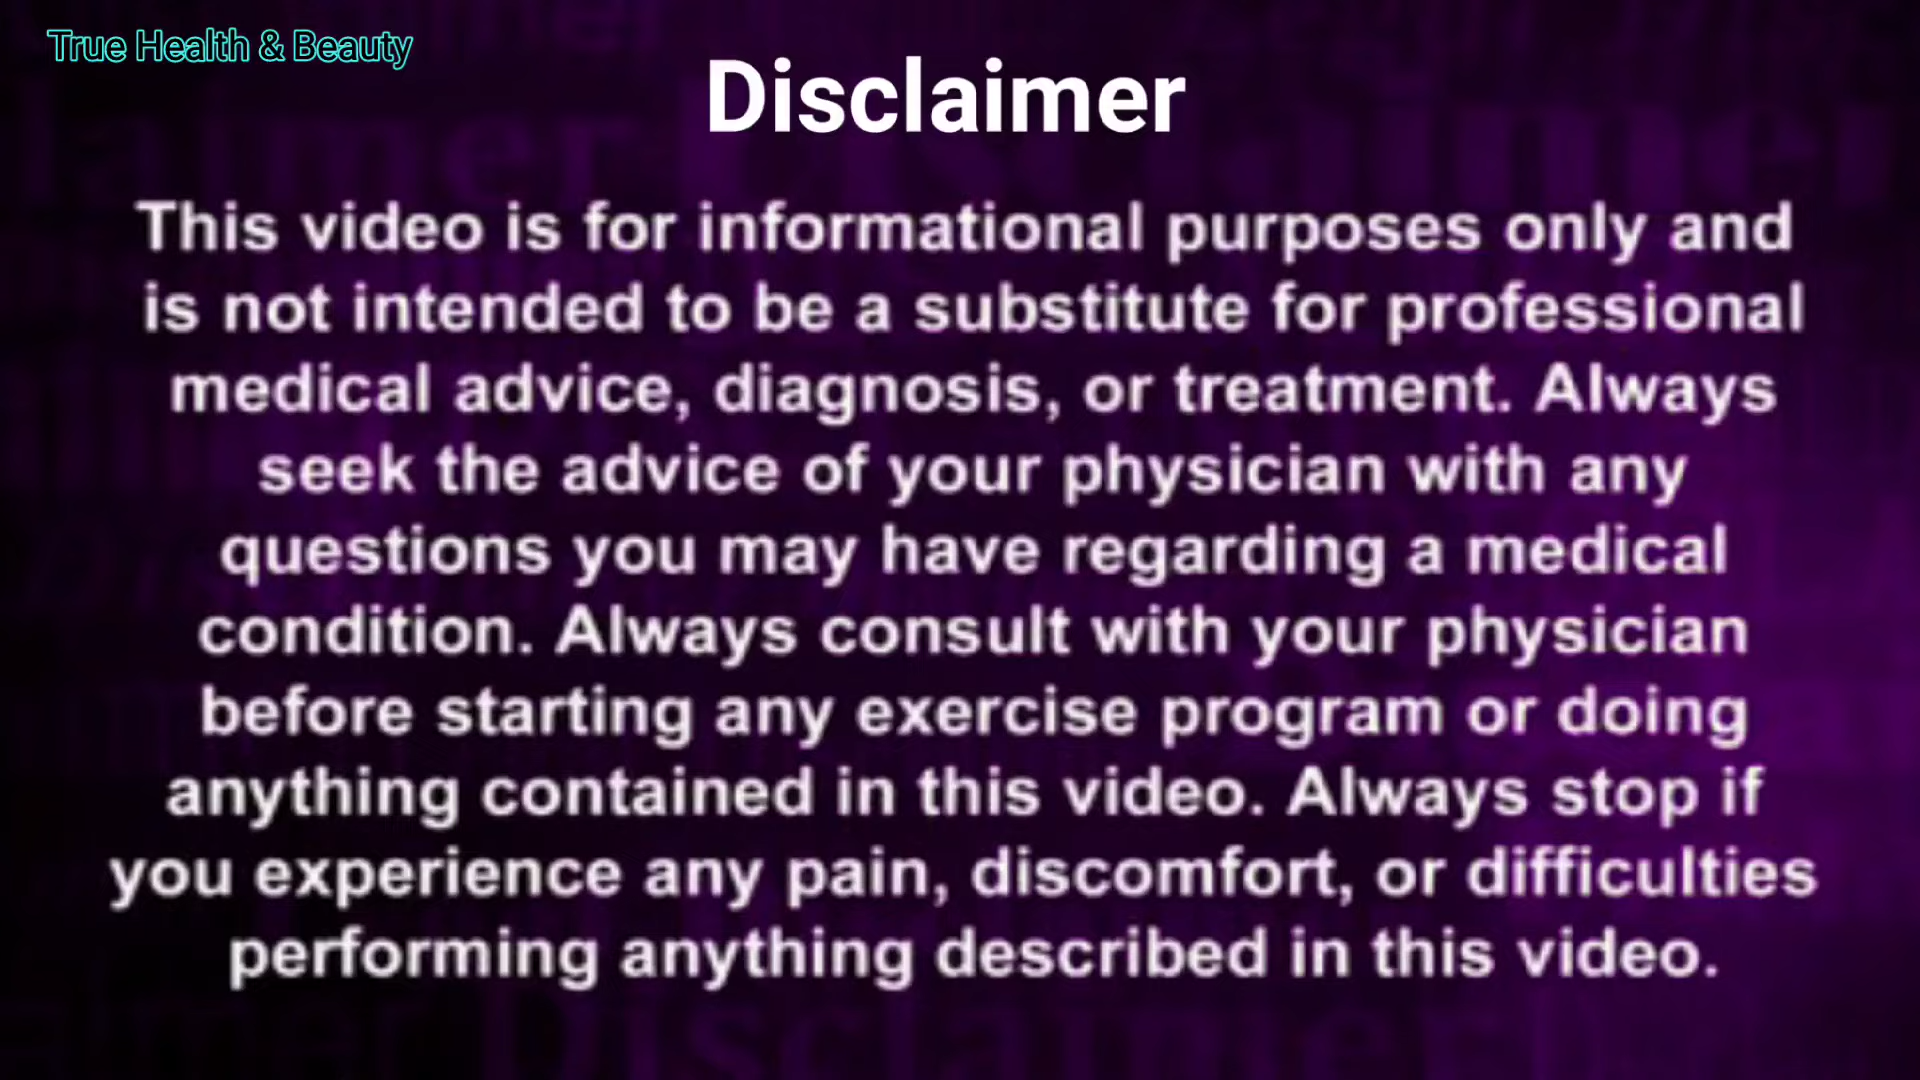 True Health & Beauty
Disclaimer
This video is for informational purposes only and
is not intended to be a substitute for professional
medical advice, diagnosis, or treatment. Always
seek the advice of your physician with any
questions you may have regarding a medical
condition. Always consult with your physician
before starting any exercise program or doing
anything contained in this video. Always stop if
you experience any pain, discomfort, or difficulties
performing anything described in this video.